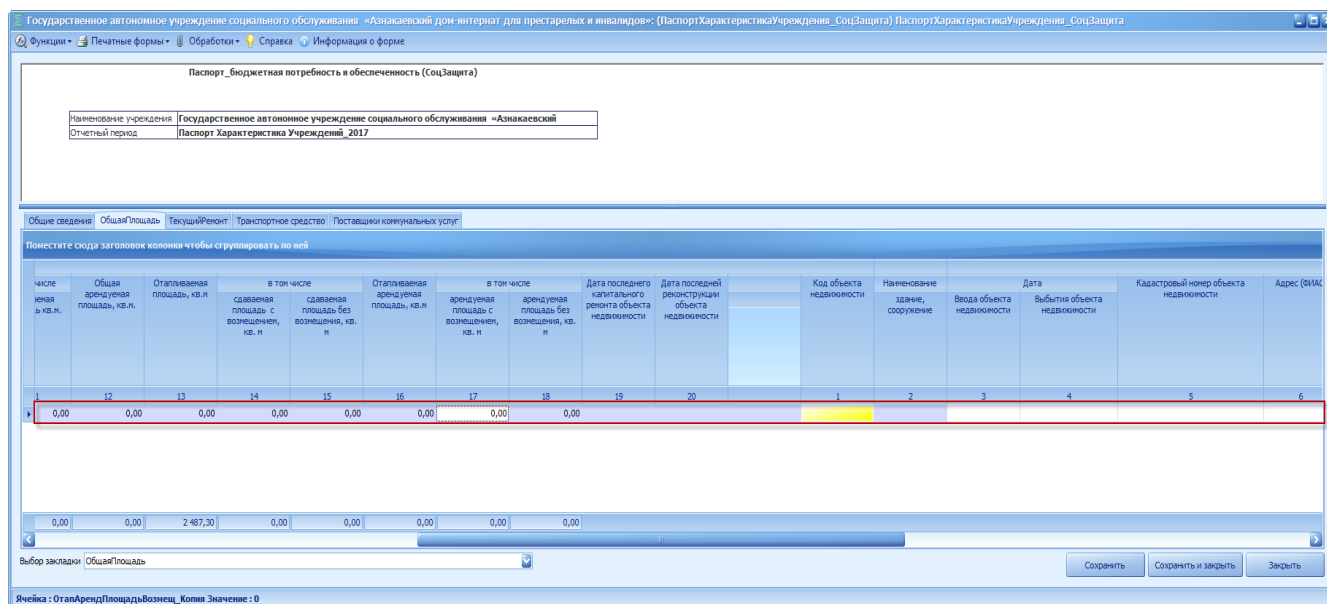 Государственное автономное учреждение социального обслуживания «Азнакаевский дом-интернат для престарелых и инвалидов»: (ПаспортХарактеристикаУчреждения_СоцЗащита) ПаспортХарактеристикаУчреждения_СоцЗащита
Функции Печатные формы Обработки Справка Информация о форме
Паспорт_бюджетная потребность и обеспеченность (СоцЗащита)
Наименование учреждения Государственное автономное учреждение социального обслуживания «Азнакаевский
Отчетный период Паспорт Характеристика Учреждений_2017
Общие сведения ОбщаяПлощадь ТекущийРемонт Транспортное средство Поставщики коммунальных услуг
Поместите сюда заголовок колонки чтобы сгруппировать по ней
числе Общая Отапливаемая в том числе Отапливаемая в том числе Дата последнего Дата последней Код объекта Наименование Дата Кадастровый номер объекта Адрес (ФИАС
арендуемая площадь, кв.м арендуемая капитального реконструкции недвижимости недвижимости
площадь, кв.м. площадь, кв.м ремонта объекта объекта
недвижимости недвижимости
сдаваемая сдаваемая арендуемая арендуемая здание, Ввода объекта Выбытия объекта
площадь с площадь без площадь с площадь без сооружение недвижимости недвижимости
возмещением, возмещения, кв. возмещением, возмещения, кв.
кв. м м кв. м м
1 12 13 14 15 16 17 18 19 20 1 2 3 4 5 6
0,00 0,00 0,00 0,00 0,00 0,00 0,00 0,00
0,00 0,00 2 487,30 0,00 0,00 0,00 0,00 0,00
Выбор закладки ОбщаяПлощадь
Сохранить Сохранить и закрыть Закрыть
Ячейка : ОтапАрендПлощадьВозмещ_Копия Значение : 0